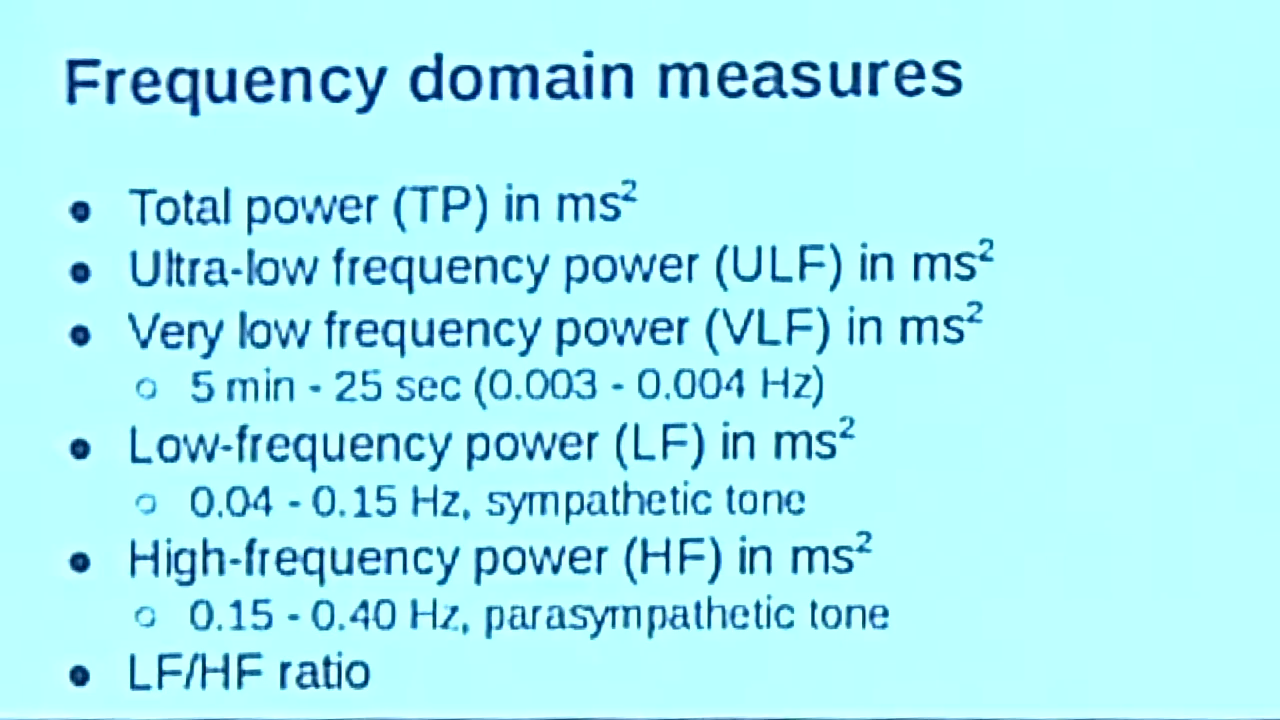 Frequency domain measures
• Total power (TP) in ms²
• Ultra-low frequency power (ULF) in ms²
• Very low frequency power (VLF) in ms²
○ 5 min - 25 sec (0.003 - 0.004 Hz)
• Low-frequency power (LF) in ms²
○ 0.04 - 0.15 Hz, sympathetic tone
• High-frequency power (HF) in ms²
○ 0.15 - 0.40 Hz, parasympathetic tone
• LF/HF ratio